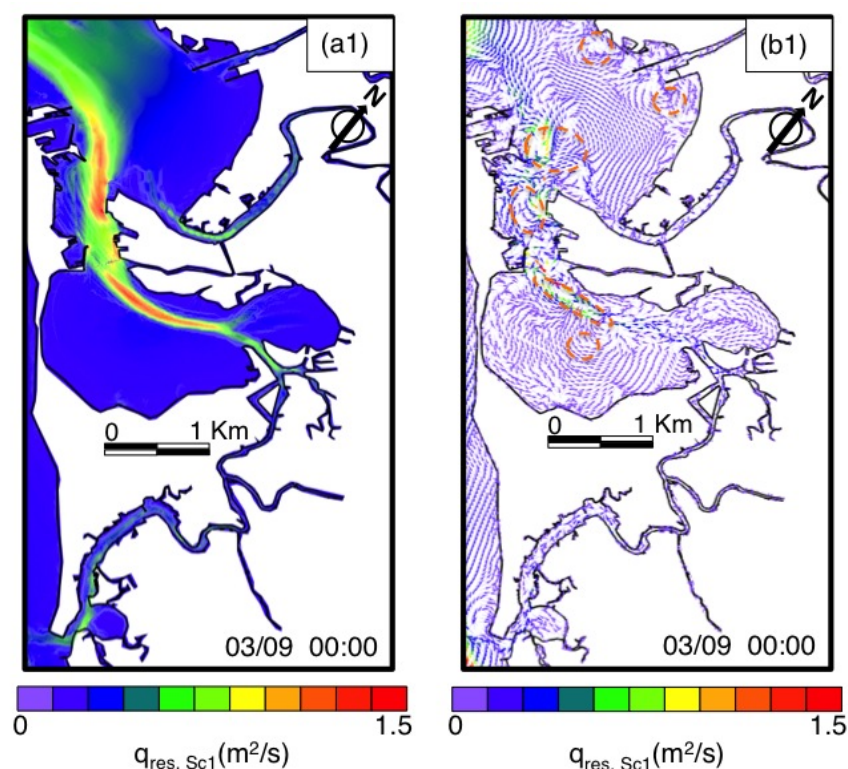 (a1)
N
0 1 Km
03/09 00:00
0 1.5
q_res, Sc1(m²/s)
(b1)
N
0 1 Km
03/09 00:00
0 1.5
q_res, Sc1(m²/s)